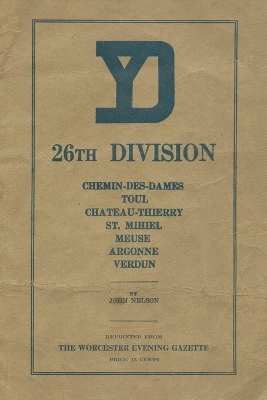 YD
26TH DIVISION
CHEMIN-DES-DAMES
TOUL
CHATEAU-THIERRY
ST. MIHIEL
MEUSE
ARGONNE
VERDUN
BY
JOHN NELSON
REPRINTED FROM
THE WORCESTER EVENING GAZETTE
PRICE 15 CENTS